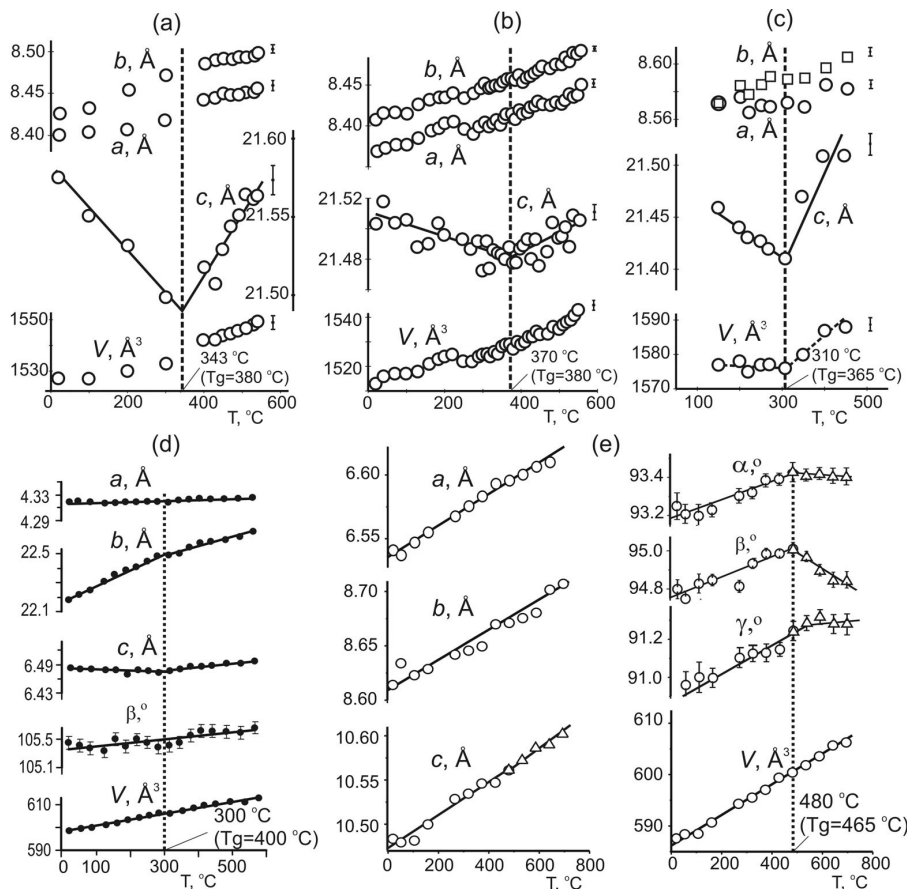 (a)
8.50
b, Å
8.40
a, Å
21.60
c, Å
21.55
21.50
1550
V, Å³
1530
343 °C
(Tg=380 °C)
0 200 400 600
T, °C
(b)
8.45
b, Å
8.40
a, Å
21.52
c, Å
21.48
1540
V, Å³
1520
370 °C
(Tg=380 °C)
0 200 400 600
T, °C
(c)
8.60
b, Å
8.56
a, Å
21.50
c, Å
21.45
21.40
1590
V, Å³
1580
1570
310 °C
(Tg=365 °C)
100 300 500
T, °C
(d)
a, Å
4.33
4.29
b, Å
22.5
22.1
c, Å
6.49
6.43
β,°
105.5
105.1
V, Å³
610
590
300 °C
(Tg=400 °C)
0 100 300 500
T, °C
(e)
a, Å
6.60
6.54
b, Å
8.70
8.65
8.60
c, Å
10.60
10.55
10.50
0 200 400 600 800
T, °C
α,°
93.4
93.2
β,°
95.0
94.8
γ,°
91.2
91.0
610
V, Å³
600
590
480 °C
(Tg=465 °C)
0 200 400 600 800
T, °C